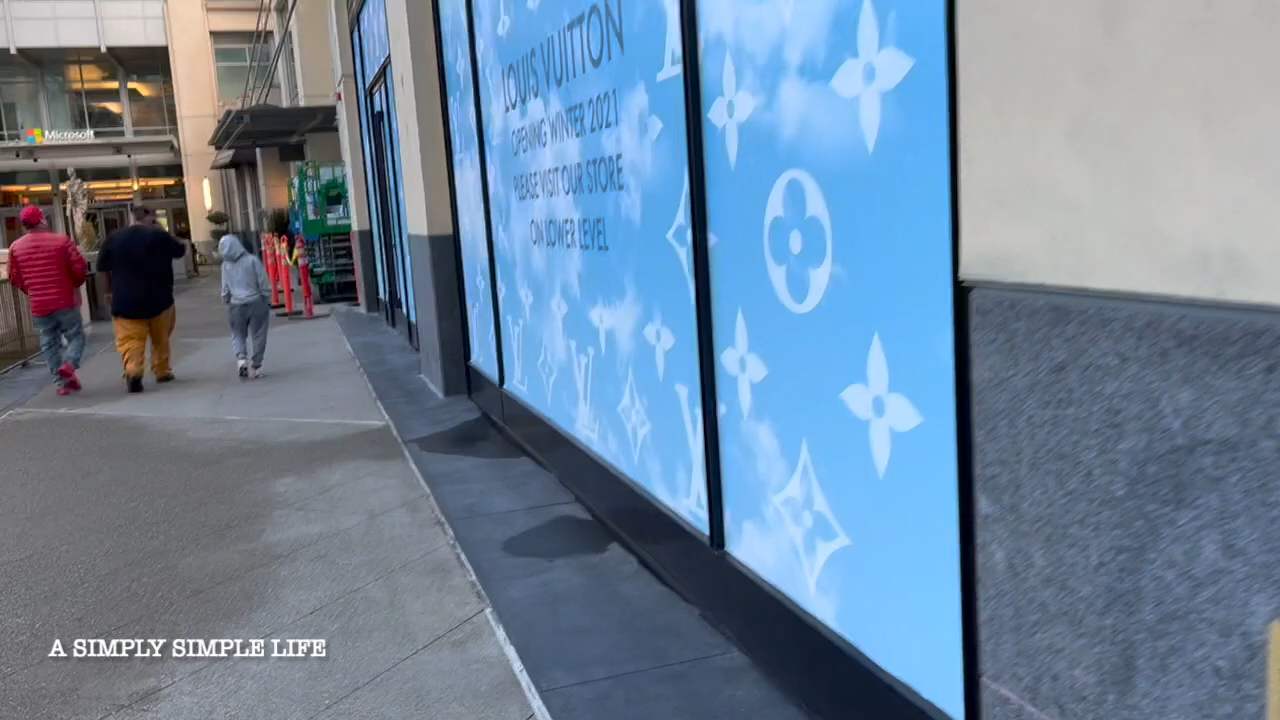 LOUIS VUITTON
OPENING WINTER 2021
PLEASE VISIT OUR STORE
ON LOWER LEVEL
Microsoft
A SIMPLY SIMPLE LIFE